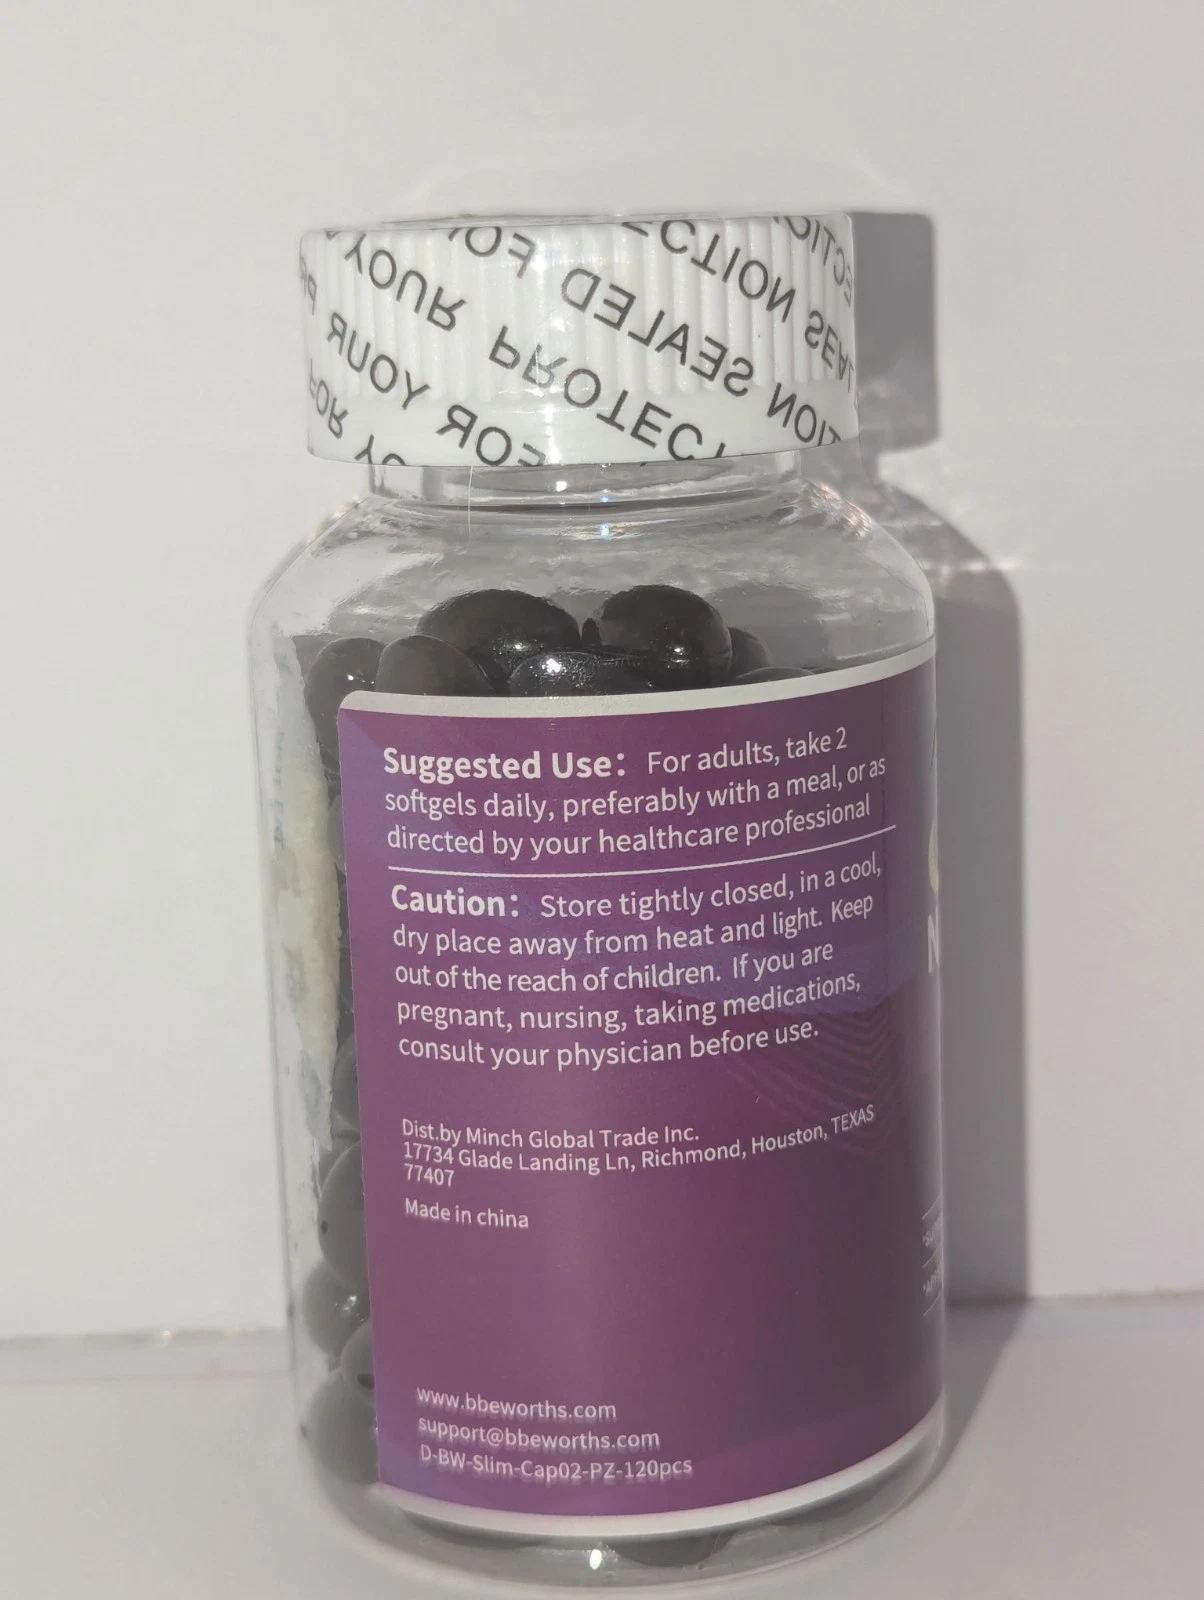 FOR YOUR PROTECTION SEALED FOR YOUR PROTECTION SEALED
Suggested Use: For adults, take 2
softgels daily, preferably with a meal, or as
directed by your healthcare professional
Caution: Store tightly closed, in a cool,
dry place away from heat and light. Keep
out of the reach of children. If you are
pregnant, nursing, taking medications,
consult your physician before use.
Dist.by Minch Global Trade Inc.
17734 Glade Landing Ln, Richmond, Houston, TEXAS
77407
Made in china
www.bbeworths.com
support@bbeworths.com
D-BW-Slim-Cap02-PZ-120pcs